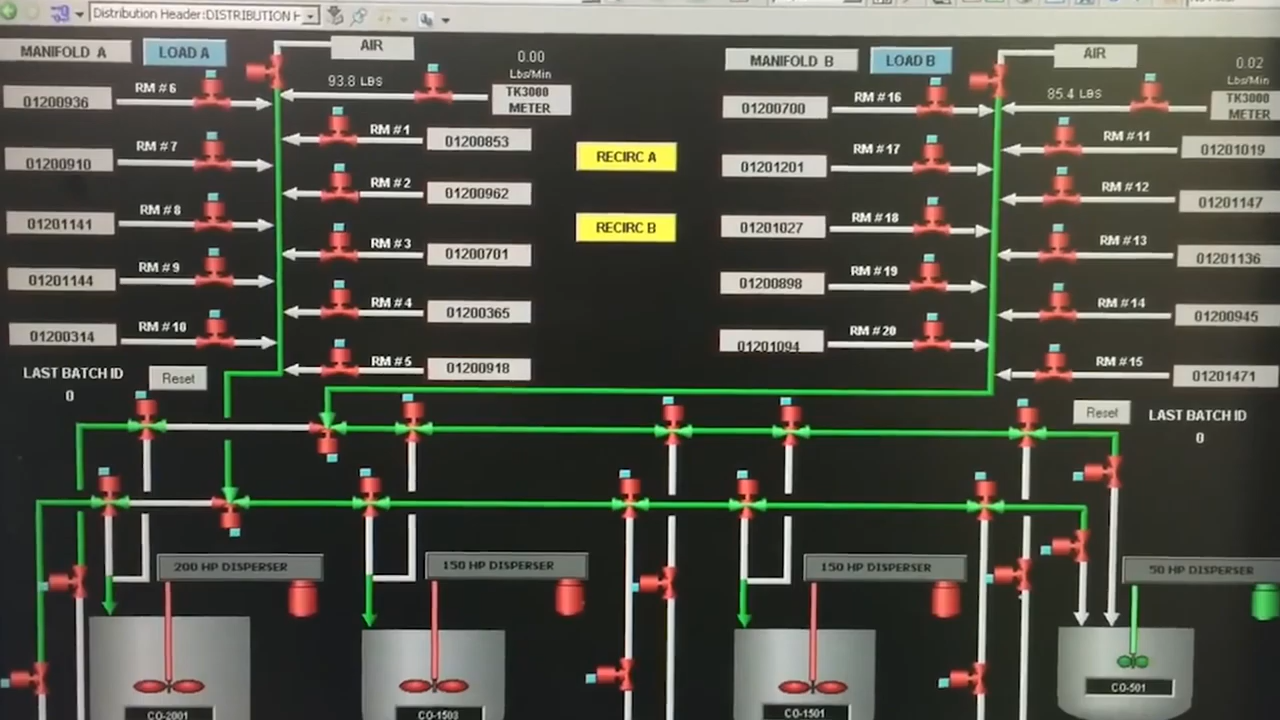 Distribution Header:DISTRIBUTION H
MANIFOLD A
LOAD A
AIR
0.00
Lbs/Min
93.8 LBS
TK3000
METER
RM #6
01200936
RM #1
01200853
RM #7
01200910
RM #2
01200962
RM #8
01201141
RM #3
01200701
RM #9
01201144
RM #4
01200365
RM #10
01200314
RM #5
01200918
LAST BATCH ID
0
Reset
RECIRC A
RECIRC B
MANIFOLD B
LOAD B
AIR
0.02
Lbs/Min
85.4 LBS
TK3000
METER
RM #16
01200700
RM #11
01201019
RM #17
01201201
RM #12
01201147
RM #18
01201027
RM #13
01201136
RM #19
01200898
RM #14
01200945
RM #20
01201094
RM #15
01201471
Reset
LAST BATCH ID
0
200 HP DISPERSER
150 HP DISPERSER
150 HP DISPERSER
50 HP DISPERSER
CO-2001
CO-1503
CO-1501
CO-501